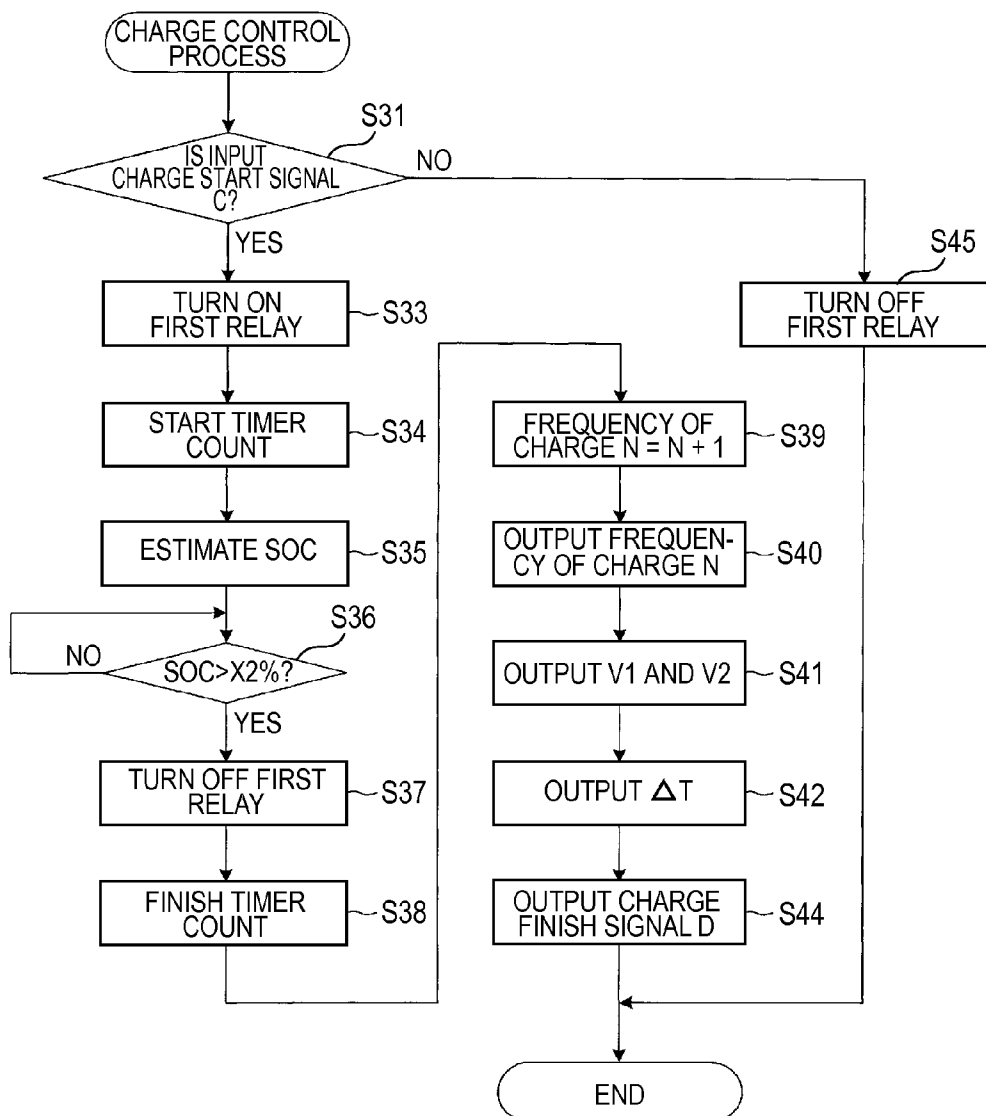 CHARGE CONTROL
PROCESS
S31
IS INPUT
CHARGE START SIGNAL
C?
NO
YES
S45
TURN OFF
FIRST RELAY
TURN ON
FIRST RELAY
S33
START TIMER
COUNT
S34
ESTIMATE SOC
S35
S36
SOC>X2%?
NO
YES
TURN OFF FIRST
RELAY
S37
FINISH TIMER
COUNT
S38
FREQUENCY OF
CHARGE N = N + 1
S39
OUTPUT FREQUEN-
CY OF CHARGE N
S40
OUTPUT V1 AND V2
S41
OUTPUT ΔT
S42
OUTPUT CHARGE
FINISH SIGNAL D
S44
END